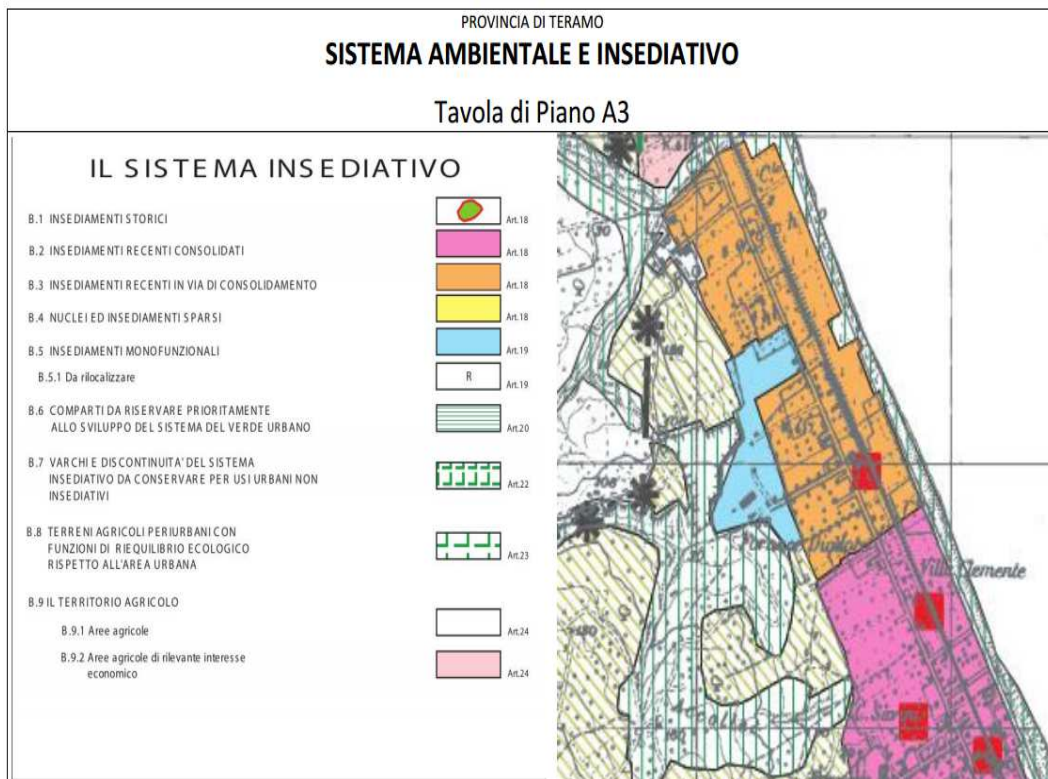 PROVINCIA DI TERAMO
SISTEMA AMBIENTALE E INSEDIATIVO
Tavola di Piano A3
IL SISTEMA INSEDIATIVO
B.1 INSEDIAMENTI STORICI
Art.18
B.2 INSEDIAMENTI RECENTI CONSOLIDATI
Art.18
B.3 INSEDIAMENTI RECENTI IN VIA DI CONSOLIDAMENTO
Art.18
B.4 NUCLEI ED INSEDIAMENTI SPARSI
Art.18
B.5 INSEDIAMENTI MONOFUNZIONALI
Art.19
B.5.1 Da rilocalizzare
R
Art.19
B.6 COMPARTI DA RISERVARE PRIORITAMENTE
ALLO SVILUPPO DEL SISTEMA DEL VERDE URBANO
Art.20
B.7 VARCHI E DISCONTINUITA' DEL SISTEMA
INSEDIATIVO DA CONSERVARE PER USI URBANI NON
INSEDIATIVI
Art.22
B.8 TERRENI AGRICOLI PERIURBANI CON
FUNZIONI DI RIEQUILIBRIO ECOLOGICO
RISPETTO ALL'AREA URBANA
Art.23
B.9 IL TERRITORIO AGRICOLO
B.9.1 Aree agricole
Art.24
B.9.2 Aree agricole di rilevante interesse
economico
Art.24
Villa Clemente
Accolle